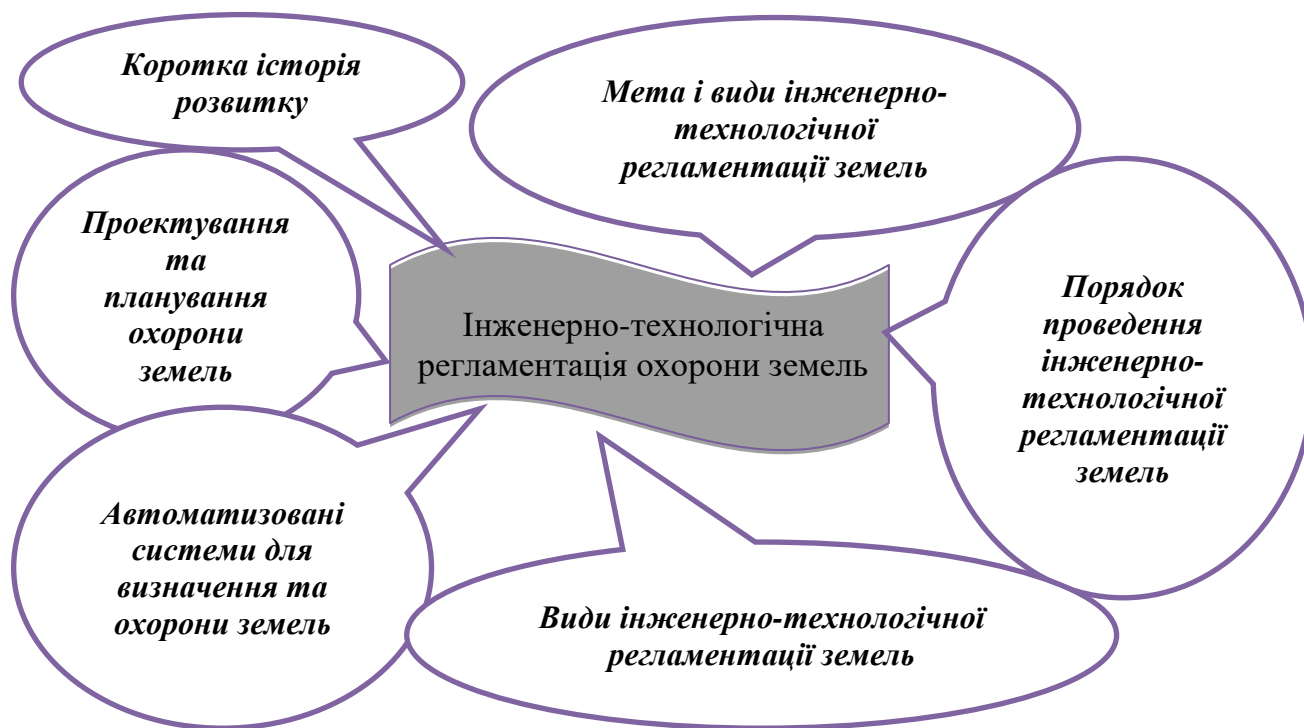 Коротка історія
розвитку
Мета і види інженерно-
технологічної
регламентації земель
Проектування
та
планування
охорони
земель
Інженерно-технологічна
регламентація охорони земель
Порядок
проведення
інженерно-
технологічної
регламентації
земель
Автоматизовані
системи для
визначення та
охорони земель
Види інженерно-технологічної
регламентації земель